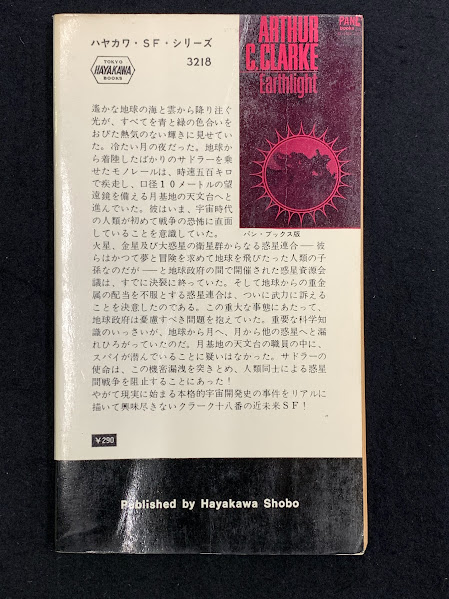 ハヤカワ・SF・シリーズ
3218
TOKYO
HAYAKAWA
BOOKS
ARTHUR
C.CLARKE
Earthlight
PAN
遥かな地球の海と雲から降り注ぐ
光が、すべてを青と緑の色合いを
おびた熱気のない輝きに見せてい
た。冷たい月の夜だった。地球か
ら着陸したばかりのサドラーを乗
せたモノレールは、時速五百キロ
で疾走し、口径10メートルの望
遠鏡を備える月基地の天文台へと
進んでいた。彼はいま、宇宙時代
の人類が初めて戦争の恐怖に直面
していることを意識していた。
パン・ブックス版
火星、金星及び大惑星の衛星群からなる惑星連合──彼
らはかつて夢と冒険を求めて地球を飛びたった人類の子
孫なのだが──と地球政府の間で開催された惑星資源会
議は、すでに決裂に終っていた。そして地球からの重金
属の配当を不服とする惑星連合は、ついに武力に訴える
ことを決意したのである。この重大な事態にあたって、
地球政府は憂慮すべき問題を抱えていた。重要な科学知
識のいっさいが、地球から月へ、月から他の惑星へと漏
れひろがっていたのだ。月基地の天文台の職員の中に、
スパイが潜んでいることに疑いはなかった。サドラーの
使命は、この機密漏洩を突きとめ、人類同士による惑星
間戦争を阻止することにあった！
やがて現実に始まる本格的宇宙開発史の事件をリアルに
描いて興味尽きないクラーク十八番の近未来SF！
￥290
Published by Hayakawa Shobo